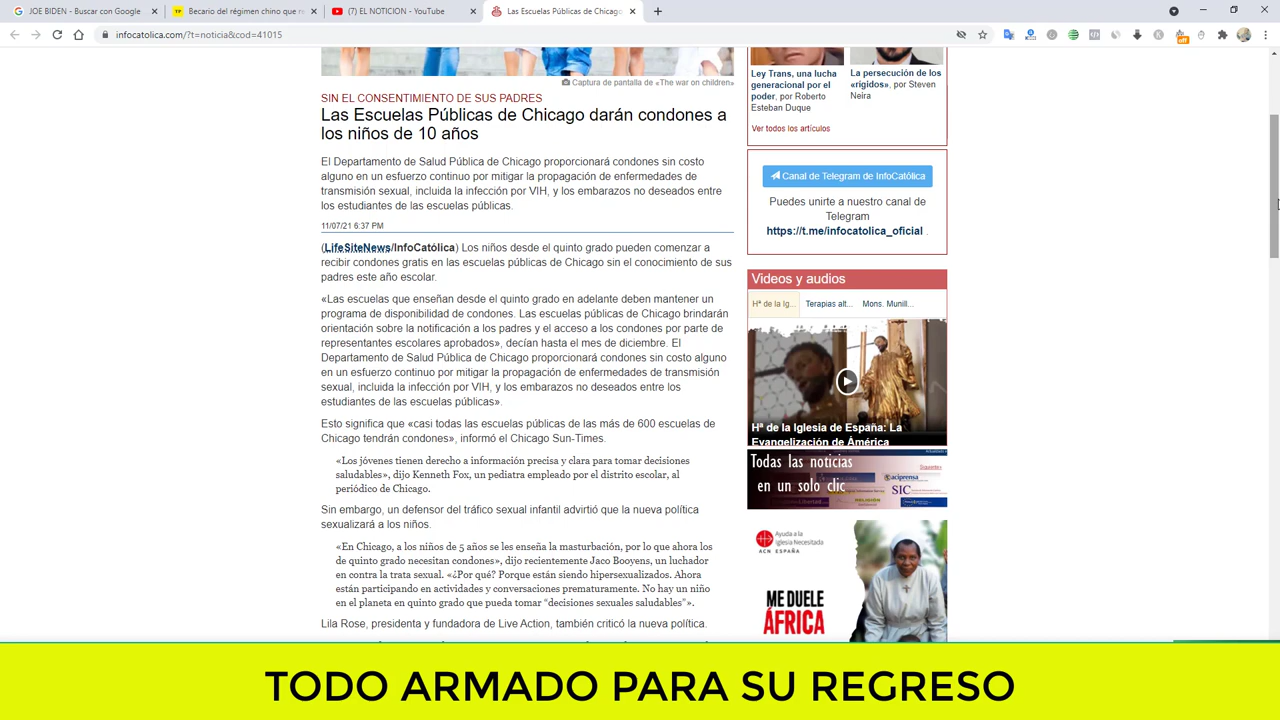 JOE BIDEN - Buscar con Google
Becario del régimen chino que re
(7) EL NOTICION - YouTube
Las Escuelas Públicas de Chicago
infocatolica.com/?t=noticia&cod=41015
off
Captura de pantalla de «The war on children»
SIN EL CONSENTIMIENTO DE SUS PADRES
Las Escuelas Públicas de Chicago darán condones a
los niños de 10 años
El Departamento de Salud Pública de Chicago proporcionará condones sin costo
alguno en un esfuerzo continuo por mitigar la propagación de enfermedades de
transmisión sexual, incluida la infección por VIH, y los embarazos no deseados entre
los estudiantes de las escuelas públicas.
11/07/21 6:37 PM
(LifeSiteNews/InfoCatólica) Los niños desde el quinto grado pueden comenzar a
recibir condones gratis en las escuelas públicas de Chicago sin el conocimiento de sus
padres este año escolar.
«Las escuelas que enseñan desde el quinto grado en adelante deben mantener un
programa de disponibilidad de condones. Las escuelas públicas de Chicago brindarán
orientación sobre la notificación a los padres y el acceso a los condones por parte de
representantes escolares aprobados», decían hasta el mes de diciembre. El
Departamento de Salud Pública de Chicago proporcionará condones sin costo alguno
en un esfuerzo continuo por mitigar la propagación de enfermedades de transmisión
sexual, incluida la infección por VIH, y los embarazos no deseados entre los
estudiantes de las escuelas públicas».
Esto significa que «casi todas las escuelas públicas de las más de 600 escuelas de
Chicago tendrán condones», informó el Chicago Sun-Times.
«Los jóvenes tienen derecho a información precisa y clara para tomar decisiones
saludables», dijo Kenneth Fox, un pediatra empleado por el distrito escolar, al
periódico de Chicago.
Sin embargo, un defensor del tráfico sexual infantil advirtió que la nueva política
sexualizará a los niños.
«En Chicago, a los niños de 5 años se les enseña la masturbación, por lo que ahora los
de quinto grado necesitan condones», dijo recientemente Jaco Booyens, un luchador
en contra la trata sexual. «¿Por qué? Porque están siendo hipersexualizados. Ahora
están participando en actividades y conversaciones prematuramente. No hay un niño
en el planeta en quinto grado que pueda tomar “decisiones sexuales saludables”».
Lila Rose, presidenta y fundadora de Live Action, también criticó la nueva política.
Ley Trans, una lucha
generacional por el
poder, por Roberto
Esteban Duque
La persecución de los
«rígidos», por Steven
Neira
Ver todos los artículos
Canal de Telegram de InfoCatólica
Puedes unirte a nuestro canal de
Telegram
https://t.me/infocatolica_oficial .
Videos y audios
Hª de la Ig...
Terapias alt...
Mons. Munill...
Hª de la Iglesia de España: La
Evangelización de América
Todas las noticias
en un solo clic
aciprensa
SIC
RELIGIÓN
Ayuda a la
Iglesia Necesitada
ACN ESPAÑA
ME DUELE
ÁFRICA
TODO ARMADO PARA SU REGRESO